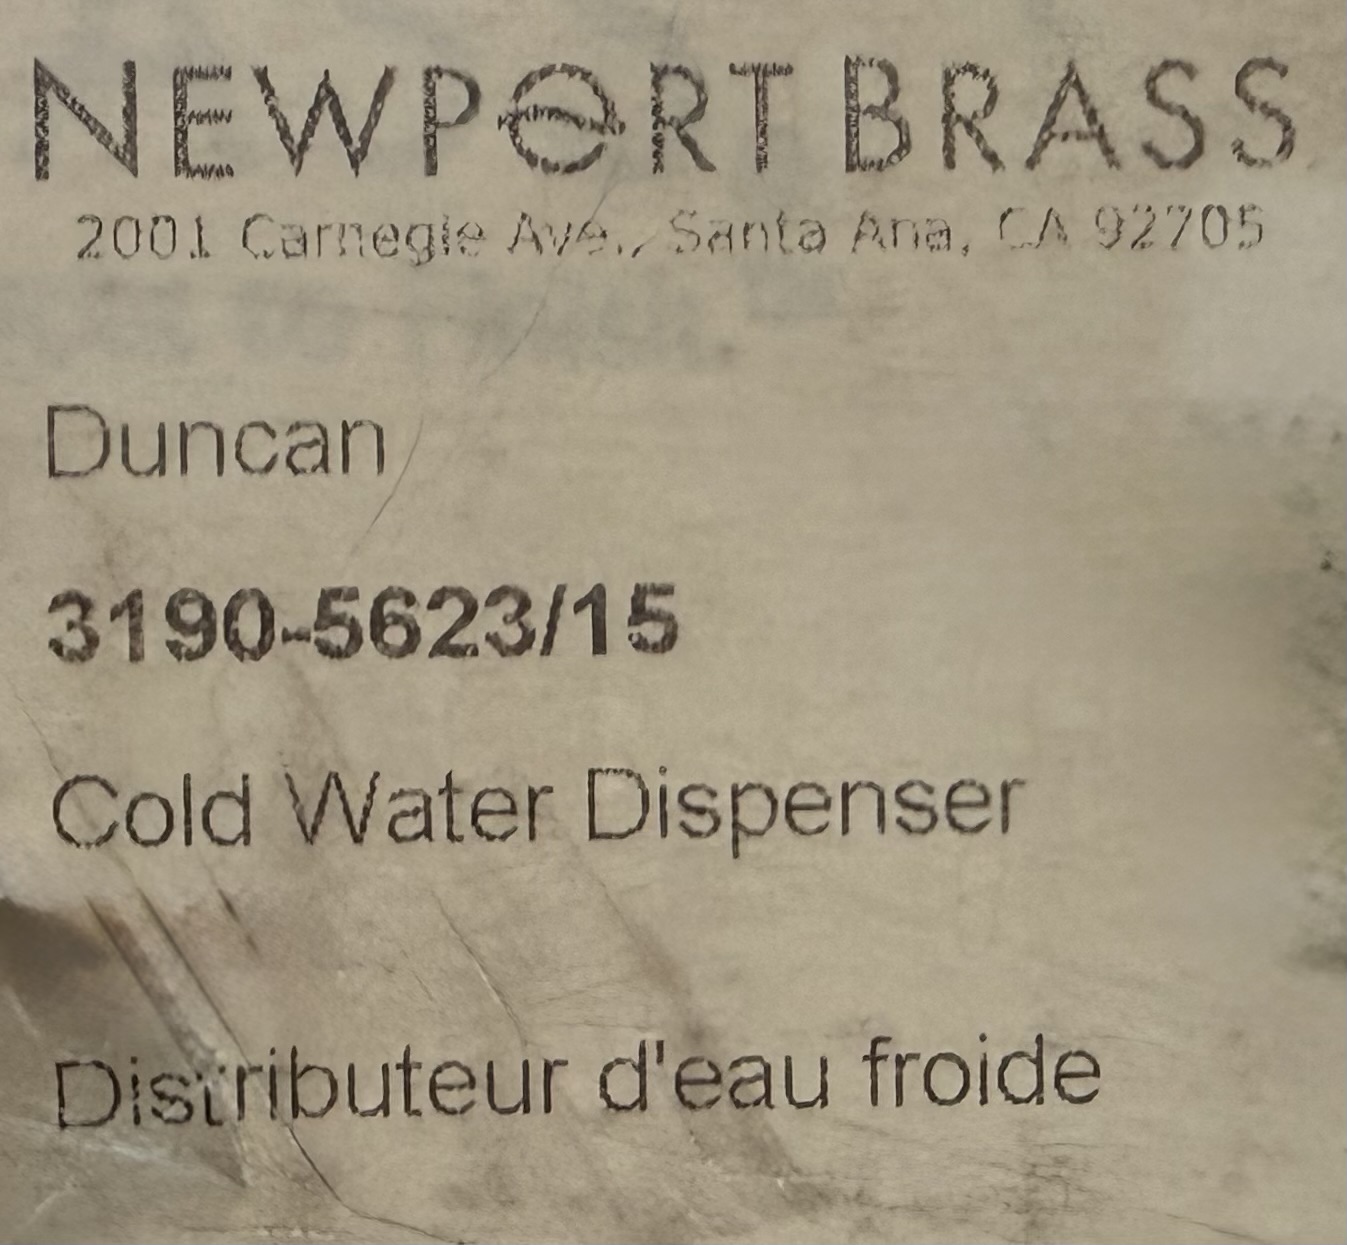 NEWPORT BRASS
2001 Carnegie Ave., Santa Ana, CA 92705
Duncan
3190-5623/15
Cold Water Dispenser
Distributeur d'eau froide